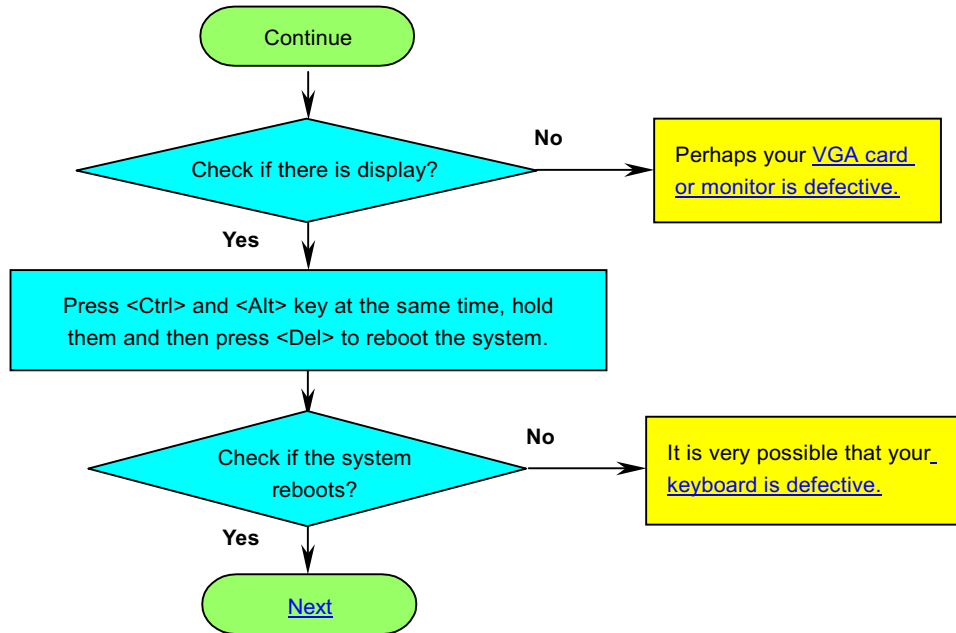 Continue
Check if there is display?
No
Perhaps your VGA card
or monitor is defective.
Yes
Press <Ctrl> and <Alt> key at the same time, hold
them and then press <Del> to reboot the system.
Check if the system
reboots?
No
It is very possible that your
keyboard is defective.
Yes
Next